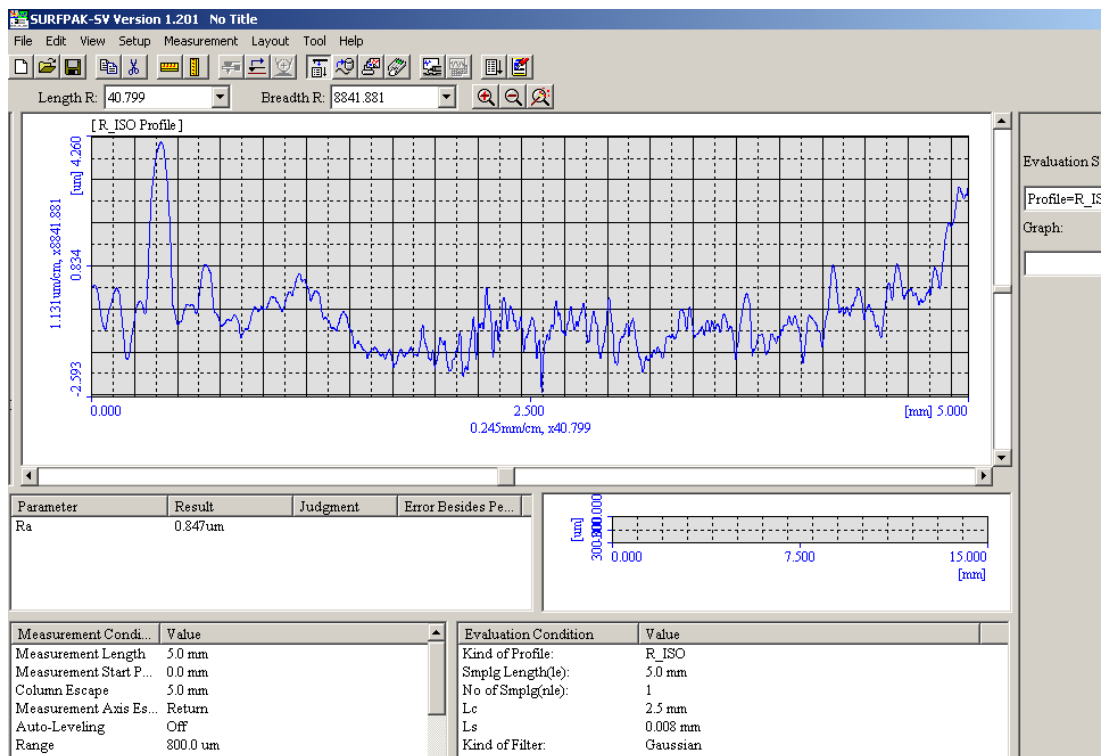 SURFPAK-SV Version 1.201 No Title
File Edit View Setup Measurement Layout Tool Help
Length R: 40.799 Breadth R: 8841.881
[ R_ISO Profile ]
1.131um/cm, x8841.881
[um] 4.260
0.834
-2.593
0.000 2.500 [mm] 5.000
0.245mm/cm, x40.799
Evaluation S
Profile=R_IS
Graph:
Parameter Result Judgment Error Besides Pe...
Ra 0.847um
[um]
0.000 7.500 15.000
[mm]
Measurement Condi... Value
Measurement Length 5.0 mm
Measurement Start P... 0.0 mm
Column Escape 5.0 mm
Measurement Axis Es... Return
Auto-Leveling Off
Range 800.0 um
Evaluation Condition Value
Kind of Profile: R_ISO
Smplg Length(le): 5.0 mm
No of Smplg(nle): 1
Lc 2.5 mm
Ls 0.008 mm
Kind of Filter: Gaussian